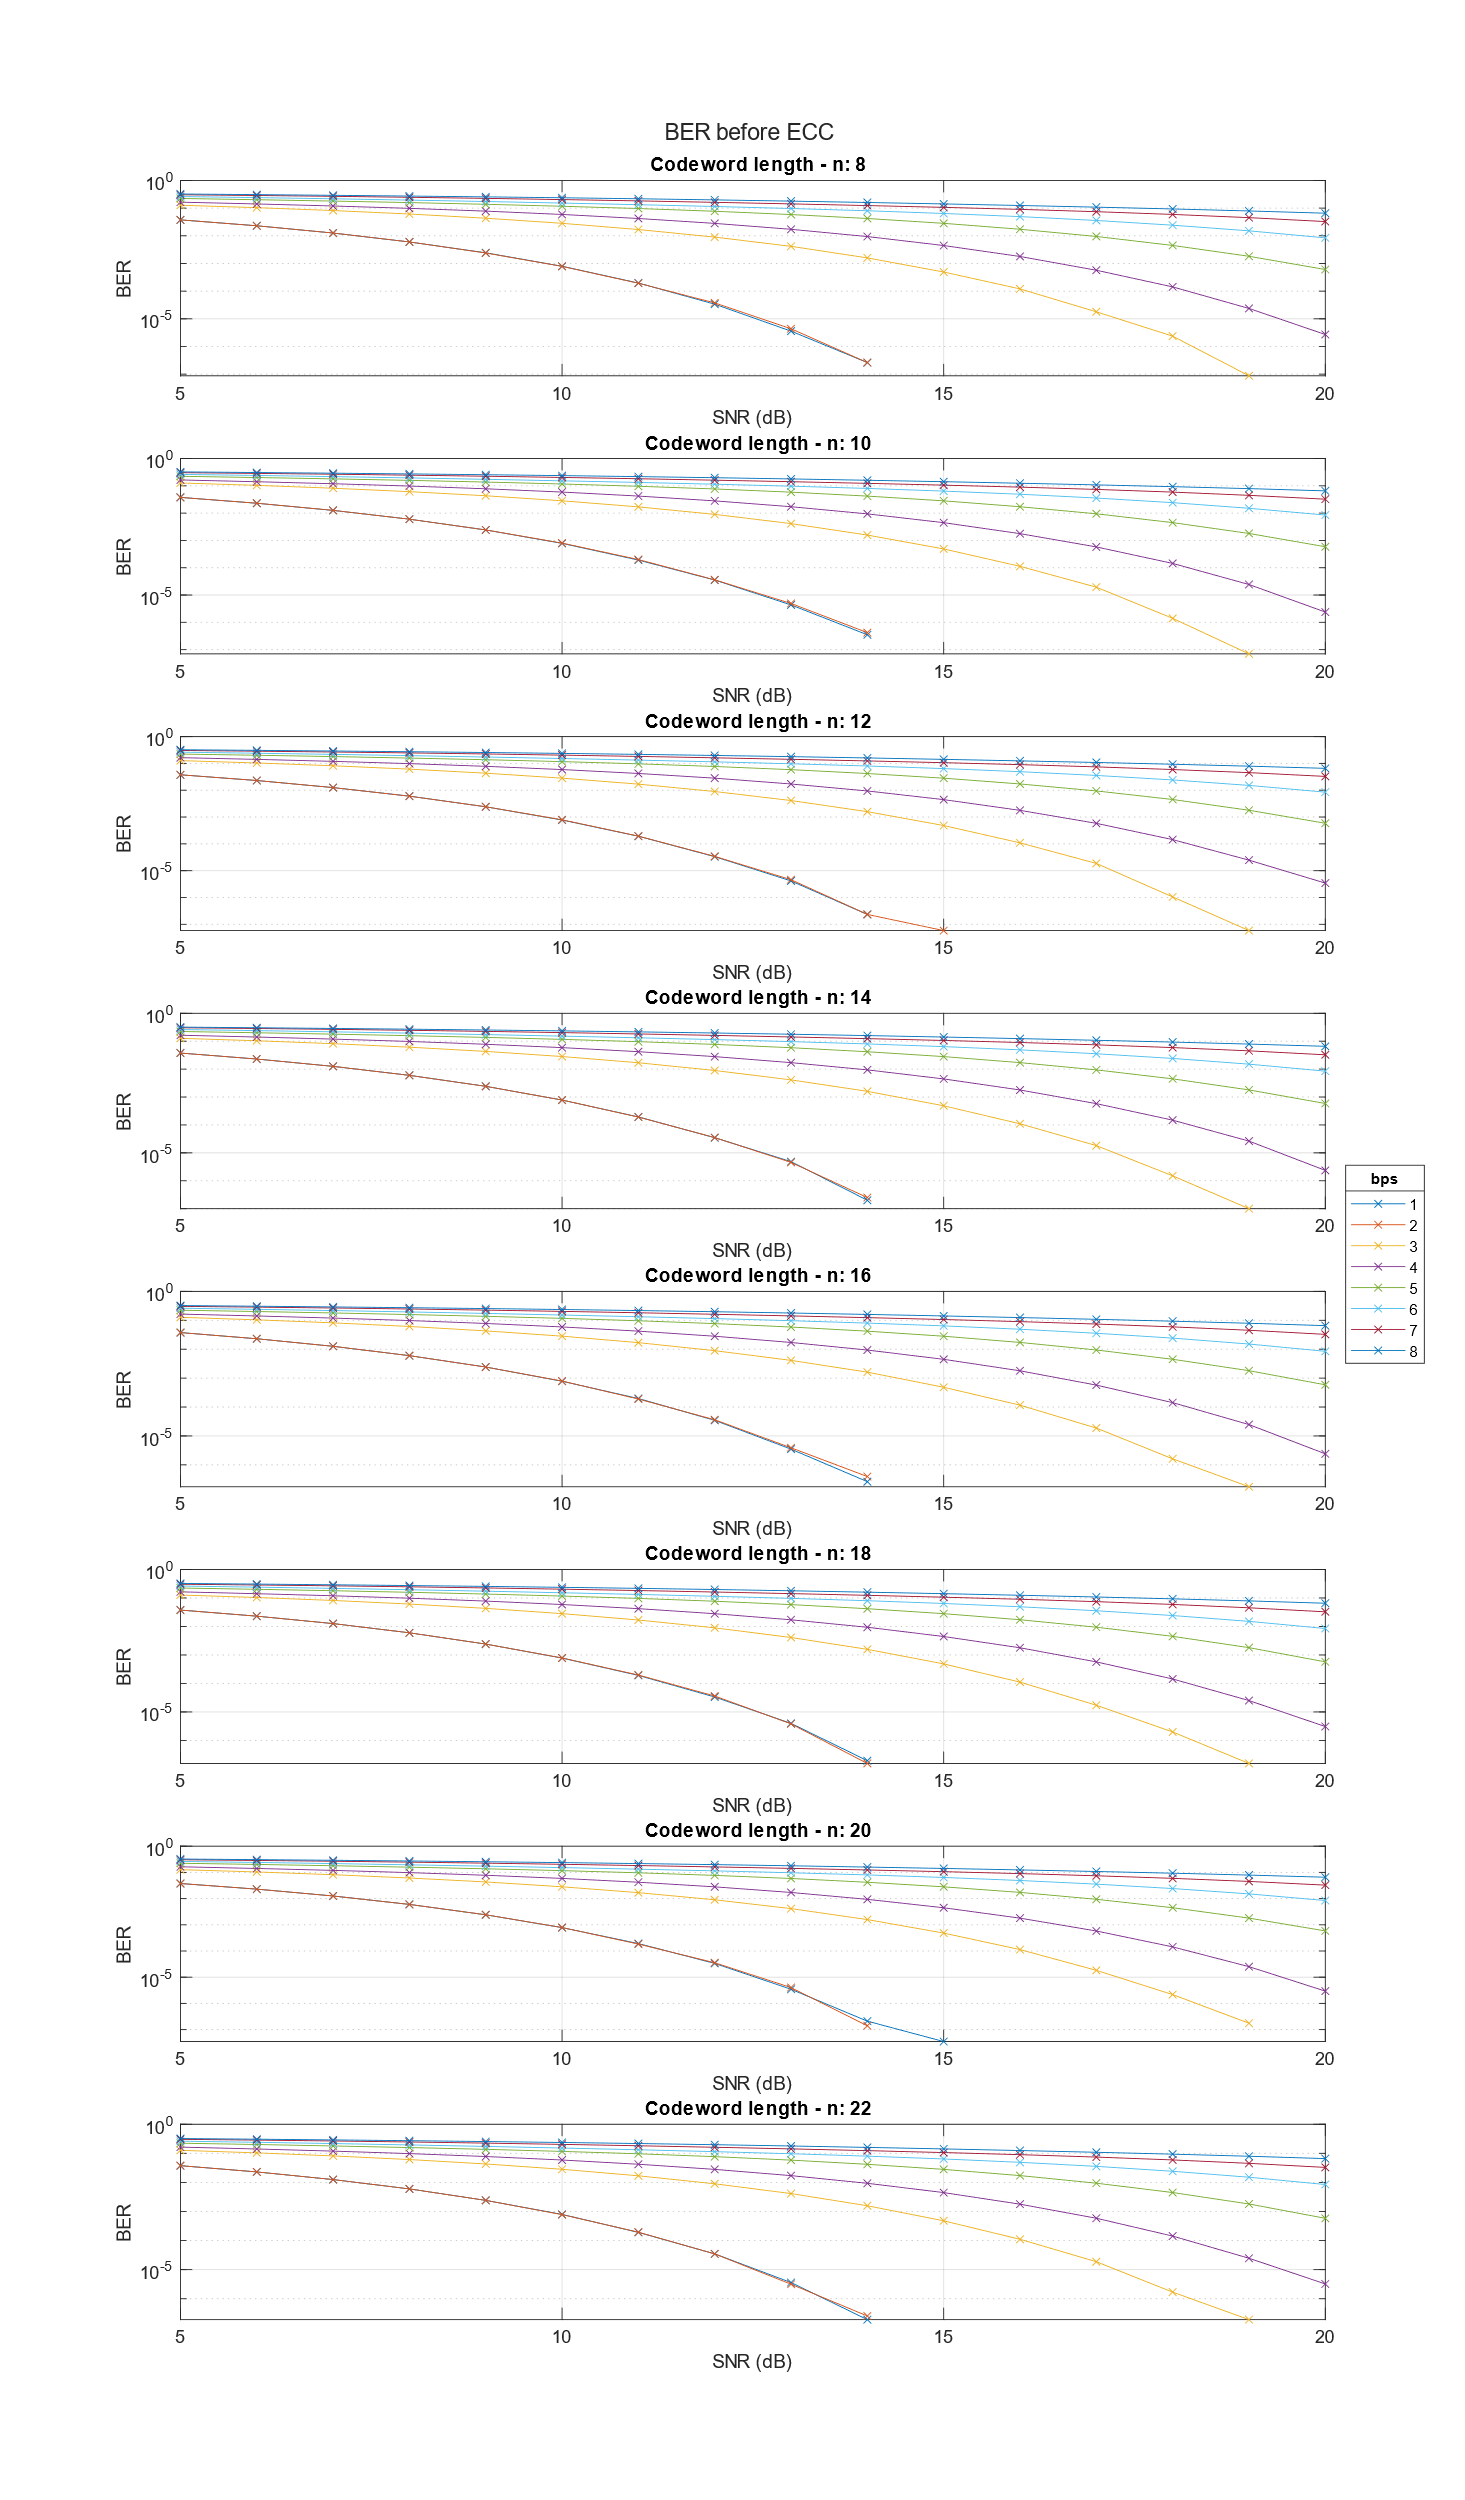 BER before ECC
Codeword length - n: 8
10^0
10^-5
BER
5 10 15 20
SNR (dB)
Codeword length - n: 10
10^0
10^-5
BER
5 10 15 20
SNR (dB)
Codeword length - n: 12
10^0
10^-5
BER
5 10 15 20
SNR (dB)
Codeword length - n: 14
10^0
10^-5
BER
5 10 15 20
SNR (dB)
bps
1
2
3
4
5
6
7
8
Codeword length - n: 16
10^0
10^-5
BER
5 10 15 20
SNR (dB)
Codeword length - n: 18
10^0
10^-5
BER
5 10 15 20
SNR (dB)
Codeword length - n: 20
10^0
10^-5
BER
5 10 15 20
SNR (dB)
Codeword length - n: 22
10^0
10^-5
BER
5 10 15 20
SNR (dB)